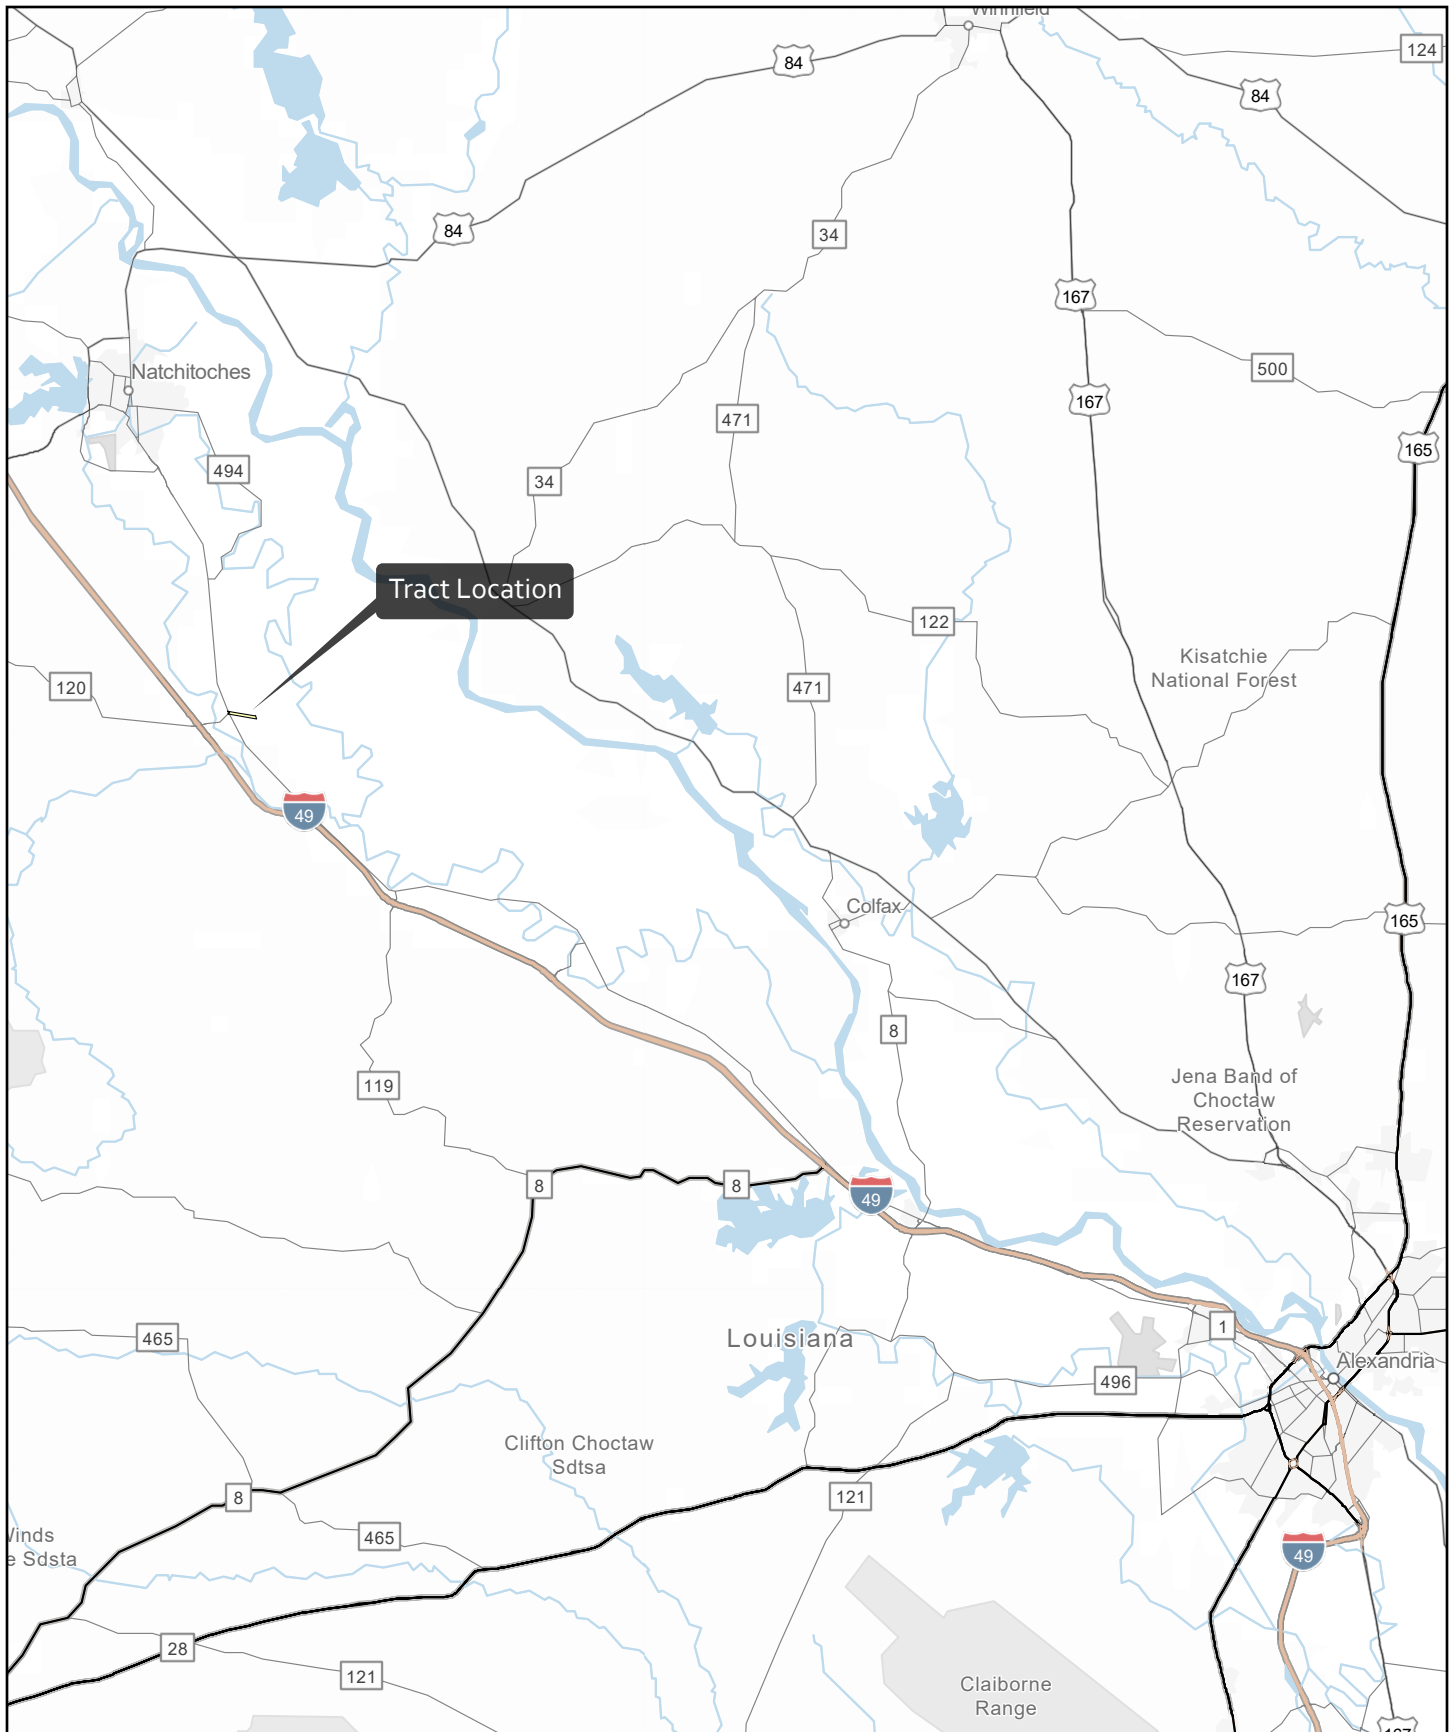 Winnfield
124
84
84
84
34
167
Natchitoches
500
167
471
165
494
34
Tract Location
122
Kisatchie
National Forest
120
471
49
Colfax
165
167
8
119
Jena Band of
Choctaw
Reservation
8
8
49
1
465
Louisiana
Alexandria
496
Clifton Choctaw
Sdtsa
8
121
465
49
28
121
Claiborne
Range
167